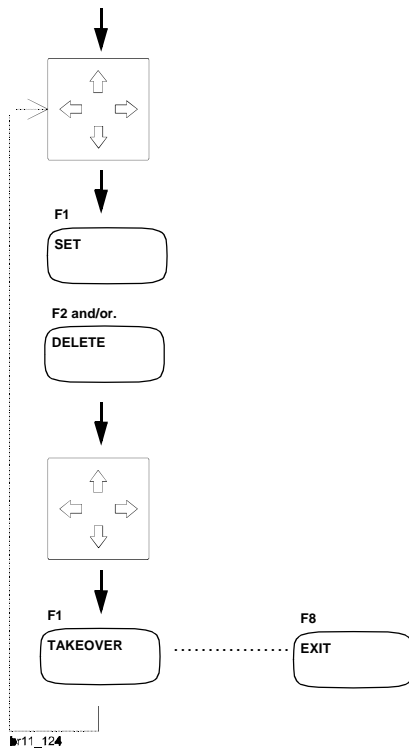 F1
SET
F2 and/or.
DELETE
F1
TAKEOVER
F8
EXIT
br11_124